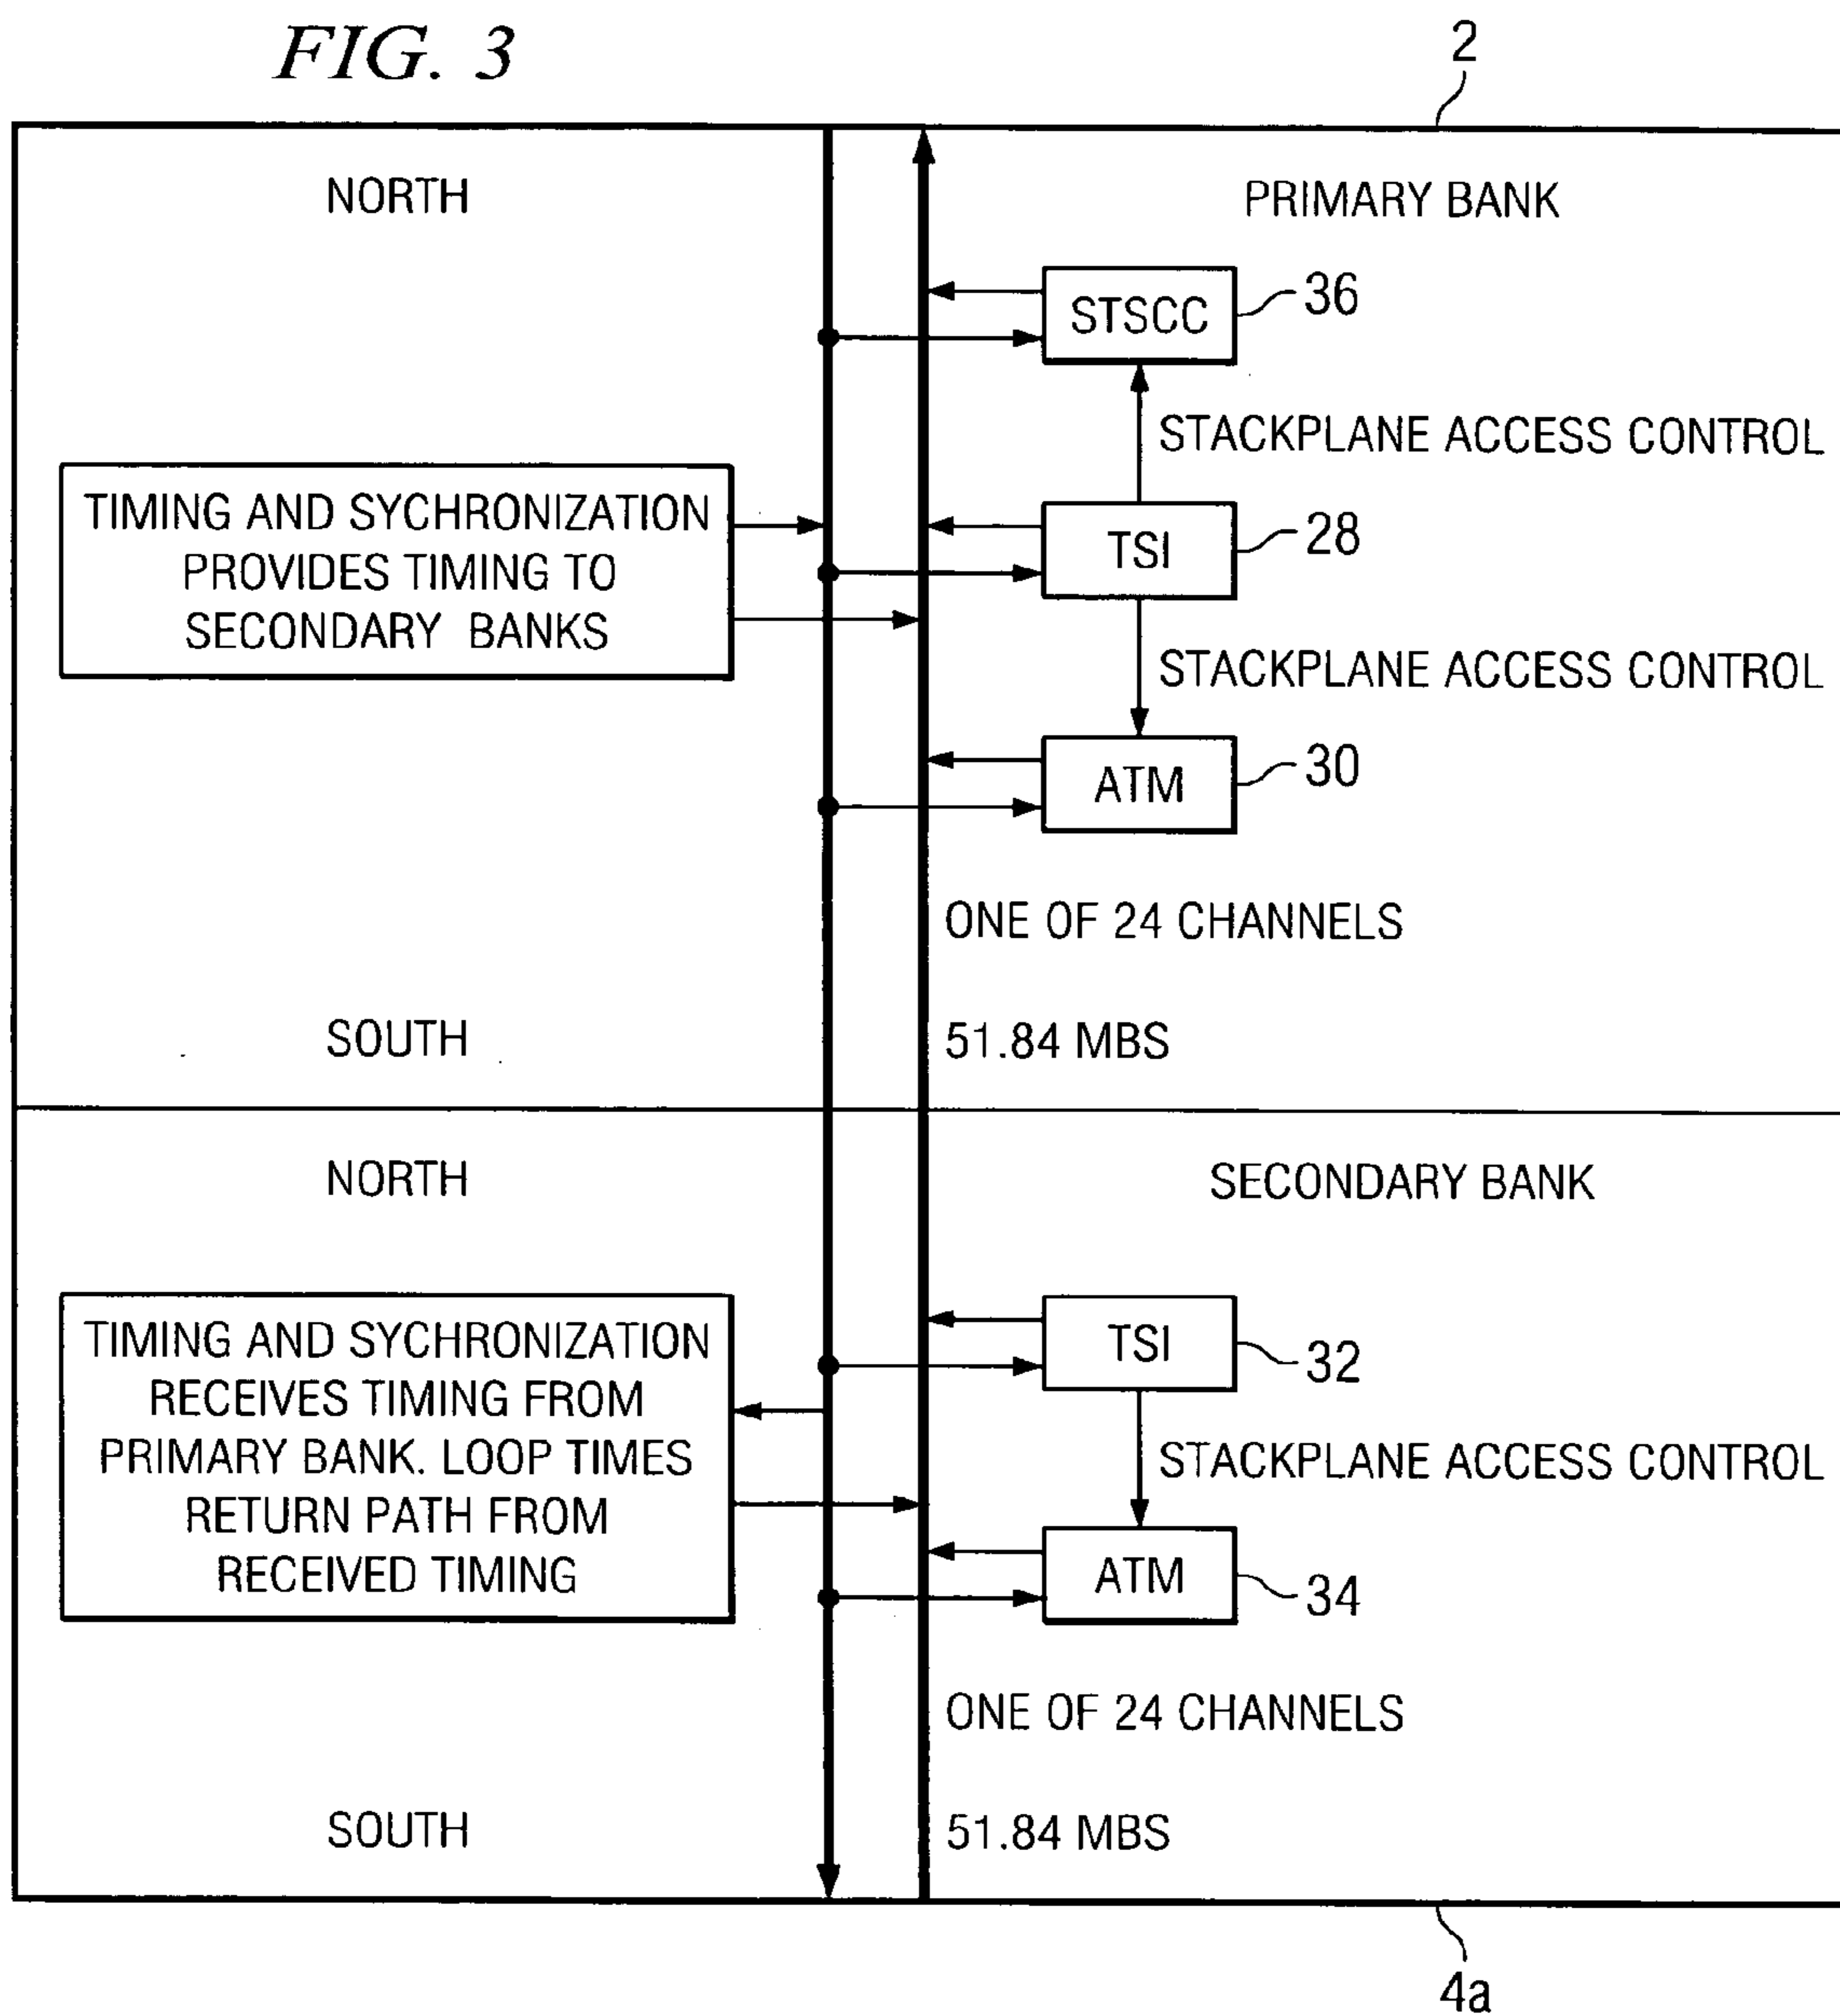 FIG. 3
2
NORTH
PRIMARY BANK
STSCC
36
STACKPLANE ACCESS CONTROL
TIMING AND SYCHRONIZATION
PROVIDES TIMING TO
SECONDARY BANKS
TSI
28
STACKPLANE ACCESS CONTROL
ATM
30
ONE OF 24 CHANNELS
SOUTH
51.84 MBS
NORTH
SECONDARY BANK
TIMING AND SYCHRONIZATION
RECEIVES TIMING FROM
PRIMARY BANK. LOOP TIMES
RETURN PATH FROM
RECEIVED TIMING
TSI
32
STACKPLANE ACCESS CONTROL
ATM
34
ONE OF 24 CHANNELS
SOUTH
51.84 MBS
4a